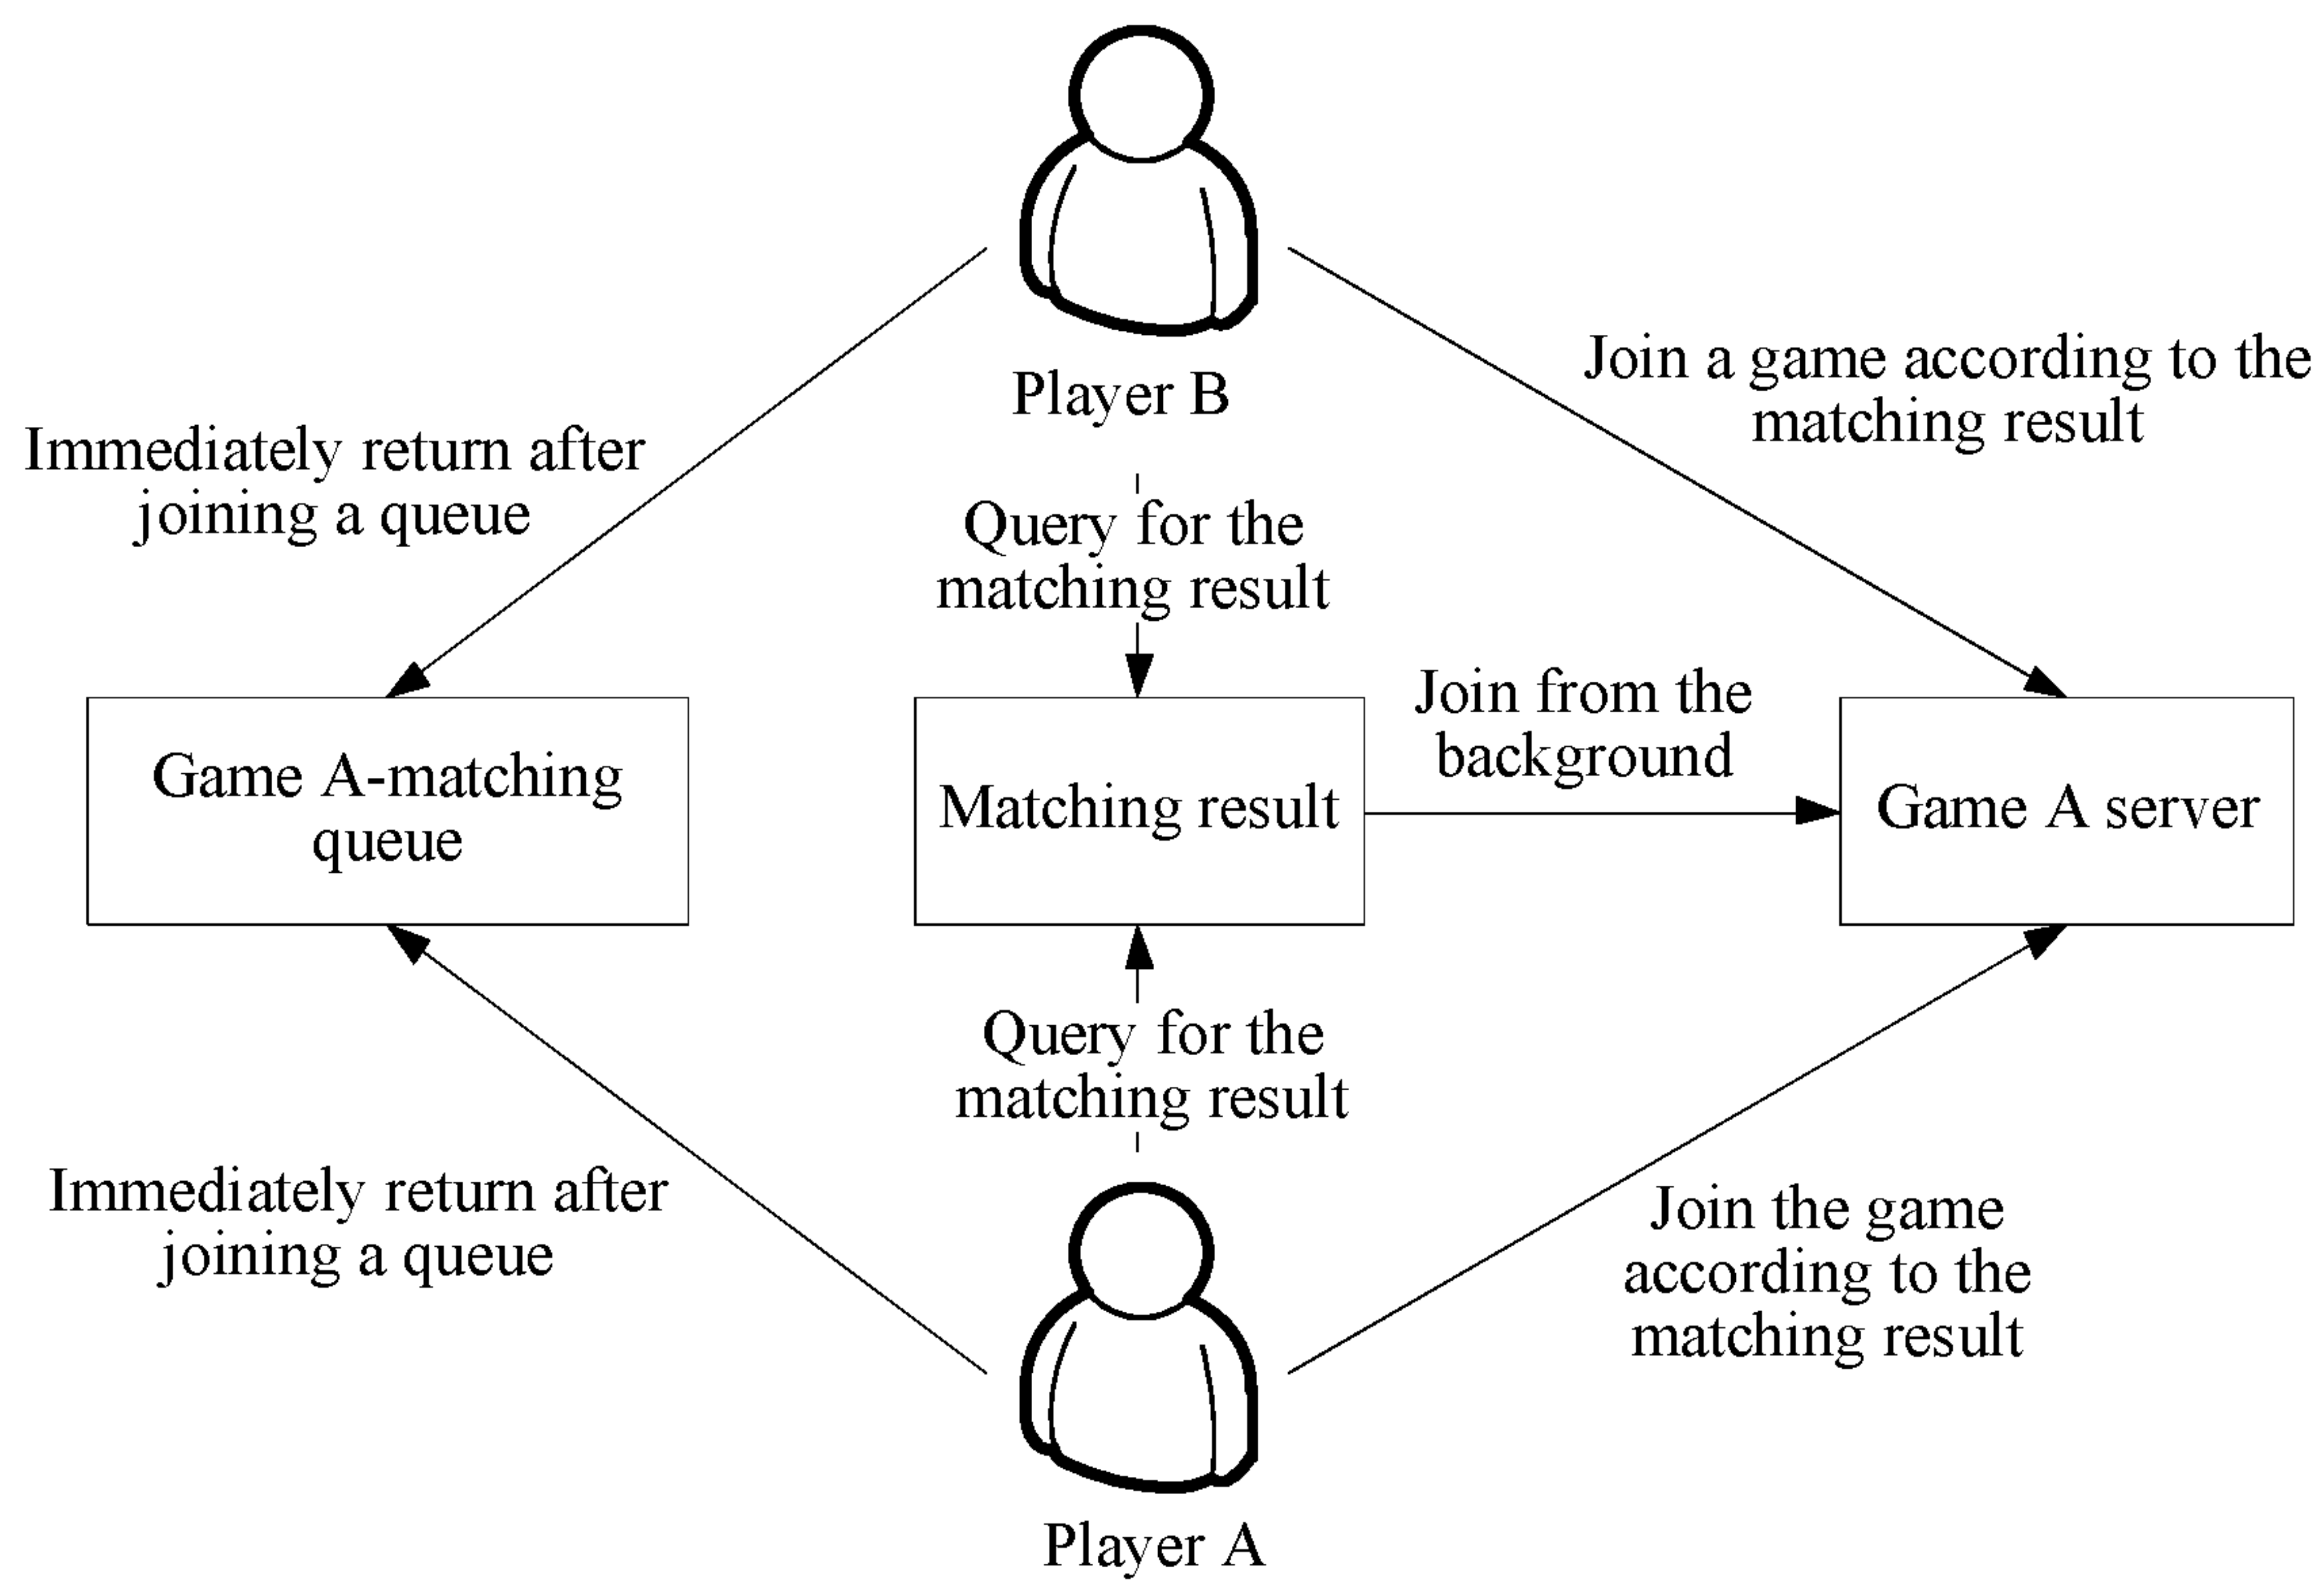 Player B
Join a game according to the
matching result
Immediately return after
joining a queue
Query for the
matching result
Join from the
background
Game A-matching
queue
Matching result
Game A server
Query for the
matching result
Immediately return after
joining a queue
Join the game
according to the
matching result
Player A